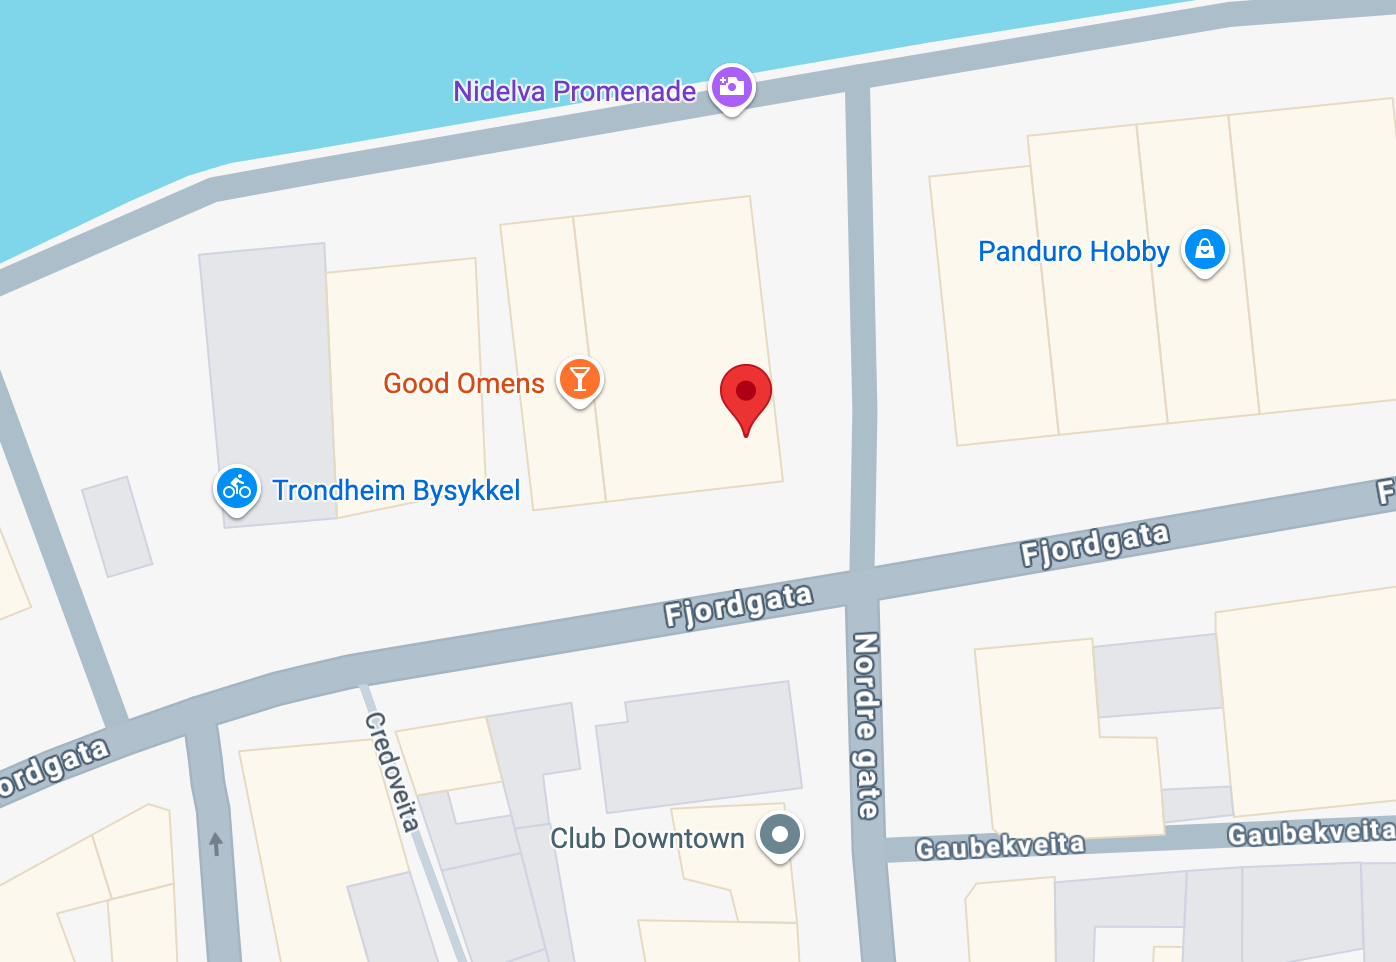 Nidelva Promenade
Panduro Hobby
Good Omens
Trondheim Bysykkel
Fjordgata
Fjordgata
Nordre gate
Credoveita
ordgata
Club Downtown
Gaubekveita
Gaubekveita